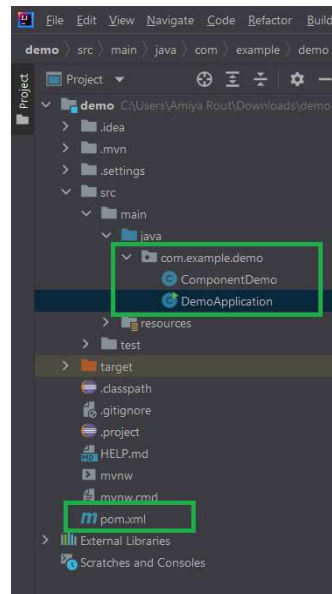 File Edit View Navigate Code Refactor Build
demo src main java com example demo
Project
Project
demo C:\Users\Amiya Rout\Downloads\demo
.idea
.mvn
.settings
src
main
java
com.example.demo
ComponentDemo
DemoApplication
resources
test
target
.classpath
.gitignore
.project
HELP.md
mvnw
mvnw.cmd
pom.xml
External Libraries
Scratches and Consoles